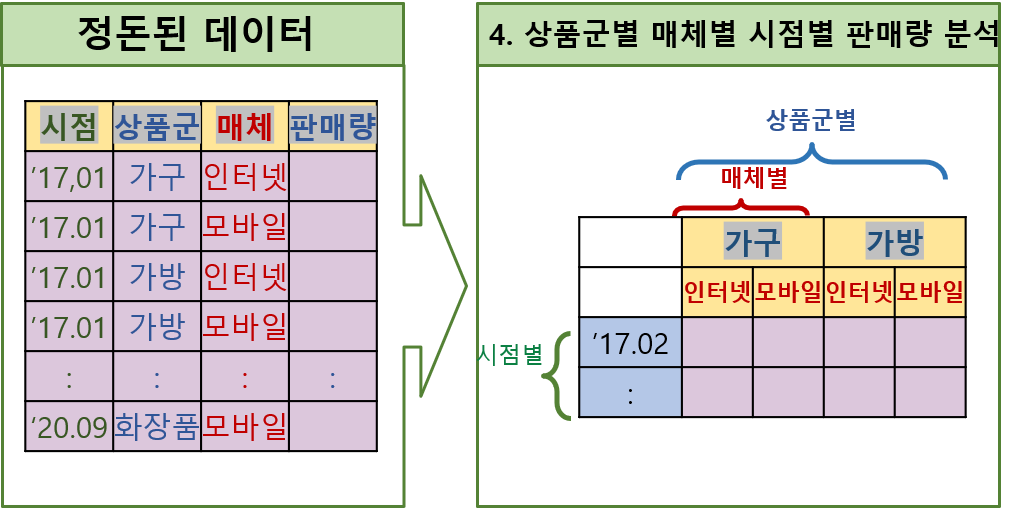 정돈된 데이터
시점 상품군 매체 판매량
’17,01 가구 인터넷
’17.01 가구 모바일
’17.01 가방 인터넷
’17.01 가방 모바일
: : : :
’20.09 화장품 모바일
4. 상품군별 매체별 시점별 판매량 분석
상품군별
매체별
가구 가방
인터넷 모바일 인터넷 모바일
시점별
’17.02
: